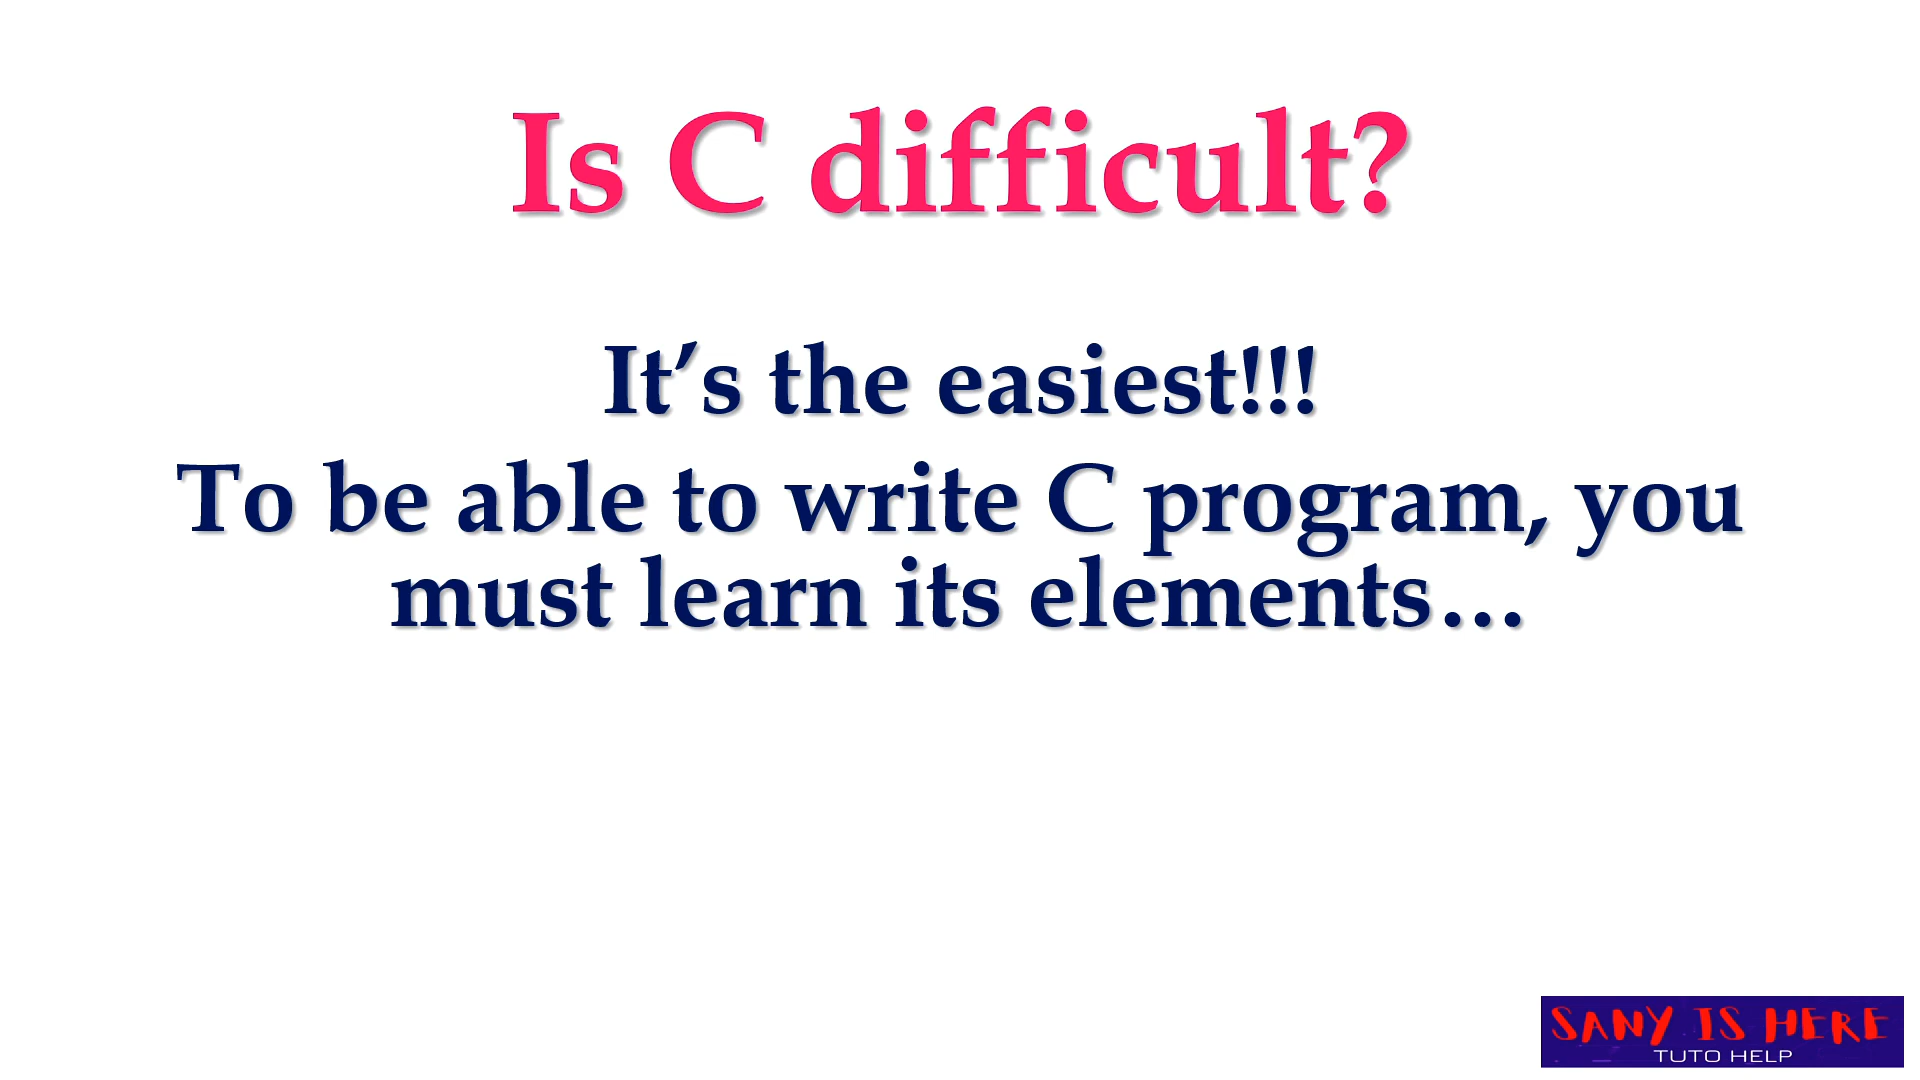 Is C difficult?
It’s the easiest!!!
To be able to write C program, you
must learn its elements…
SANY IS HERE
TUTO HELP